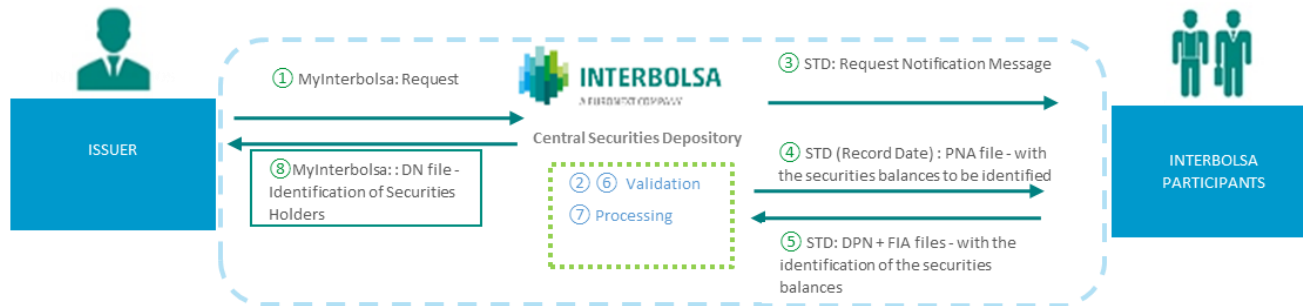 ① MyInterbolsa: Request
INTERBOLSA
A EURONEXT COMPANY
③ STD: Request Notification Message
ISSUER
Central Securities Depository
⑧MyInterbolsa: : DN file -
Identification of Securities
Holders
② ⑥ Validation
⑦ Processing
④ STD (Record Date) : PNA file - with
the securities balances to be identified
⑤ STD: DPN + FIA files - with the
identification of the securities
balances
INTERBOLSA
PARTICIPANTS